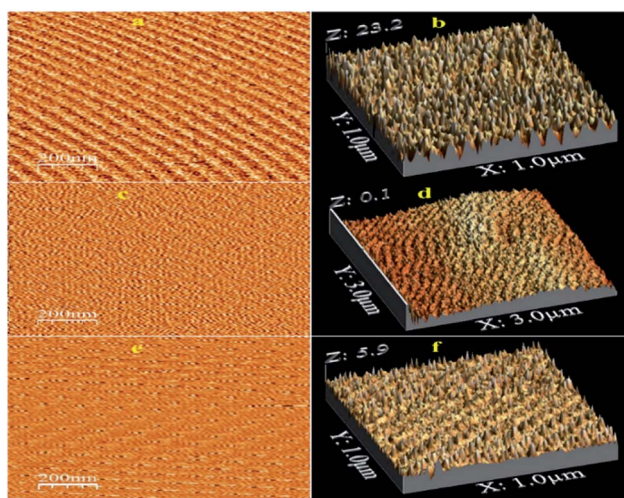 a
200nm
b
Z: 23.2
Y: 1.0µm
X: 1.0µm
c
200nm
d
Z: 0.1
Y: 3.0µm
X: 3.0µm
e
200nm
f
Z: 5.9
Y: 1.0µm
X: 1.0µm